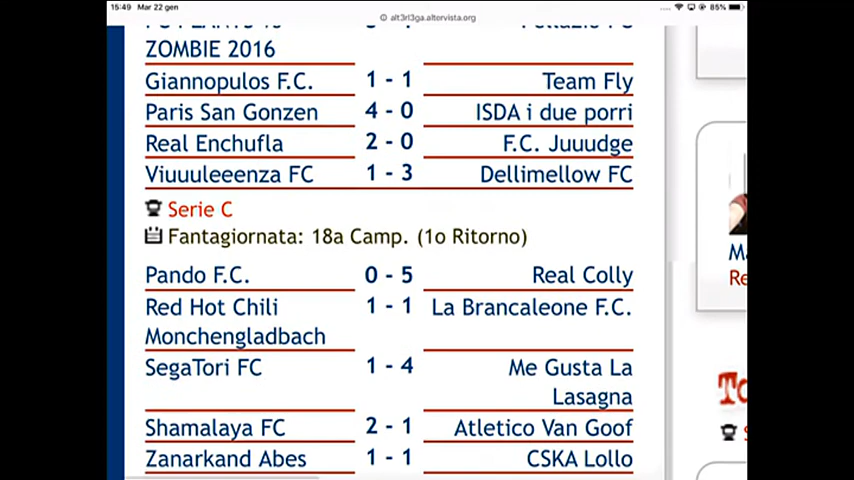 15:49 Mar 22 gen
alt3rl3ga.altervista.org
85%
ZOMBIE 2016
Giannopulos F.C. 1 - 1 Team Fly
Paris San Gonzen 4 - 0 ISDA i due porri
Real Enchufla 2 - 0 F.C. Juuudge
Viuuuleeenza FC 1 - 3 Dellimellow FC
Serie C
Fantagiornata: 18a Camp. (1o Ritorno)
Pando F.C. 0 - 5 Real Colly
Red Hot Chili 1 - 1 La Brancaleone F.C.
Monchengladbach
SegaTori FC 1 - 4 Me Gusta La
Lasagna
Shamalaya FC 2 - 1 Atletico Van Goof
Zanarkand Abes 1 - 1 CSKA Lollo